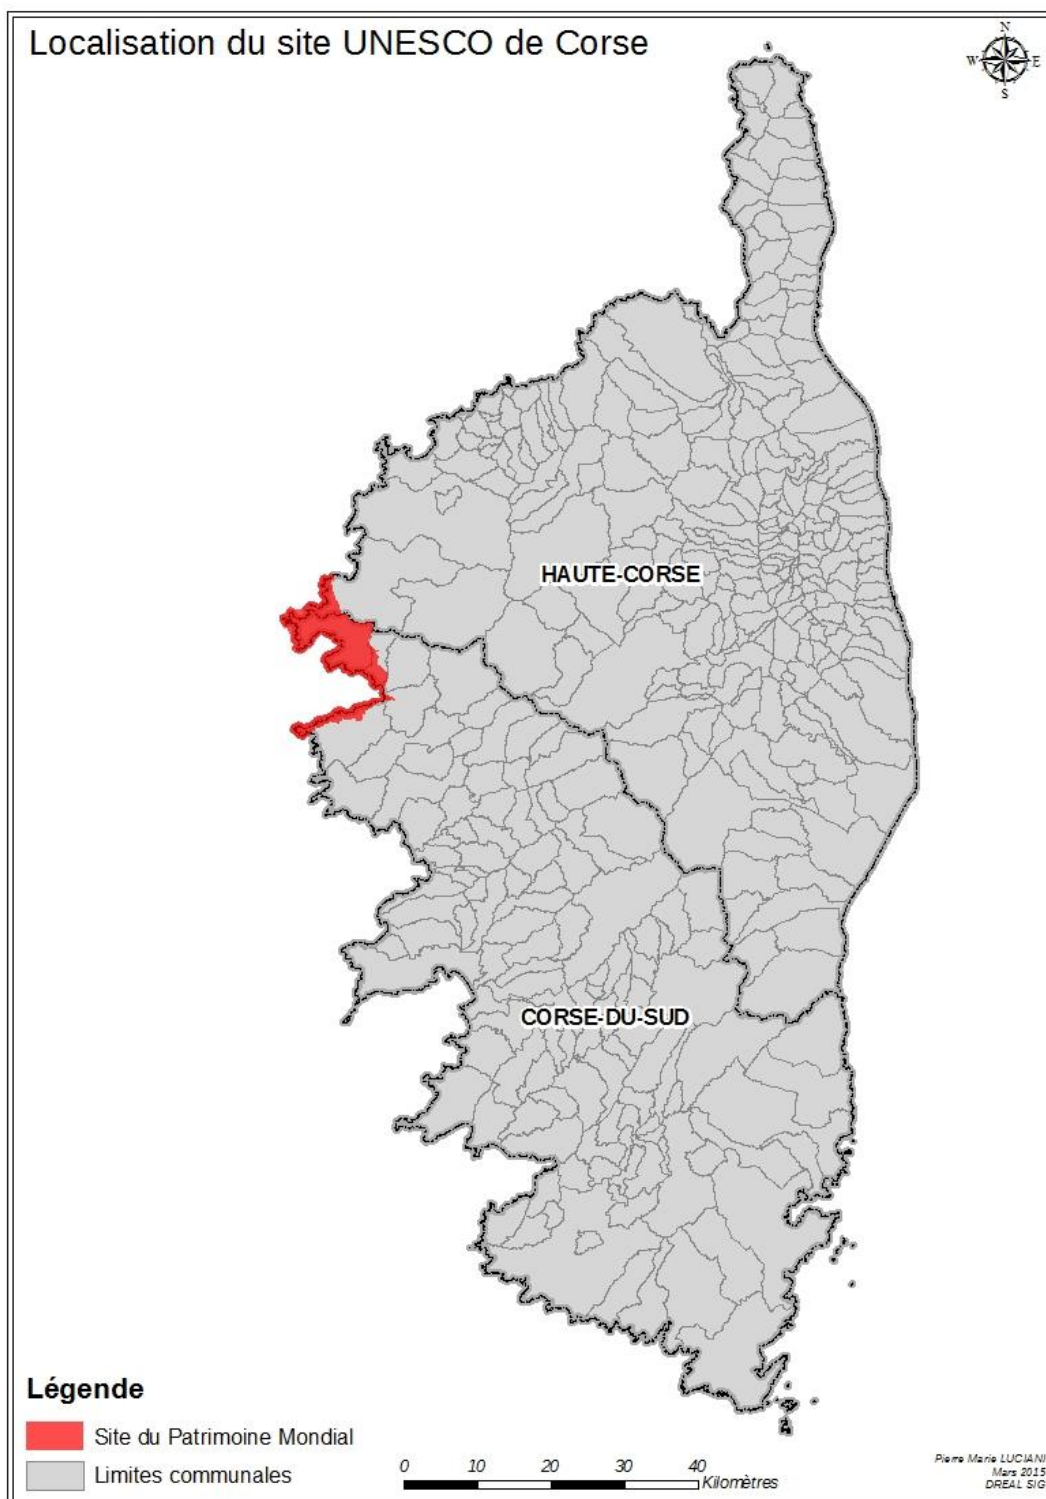 Localisation du site UNESCO de Corse
N
W E
S
HAUTE-CORSE
CORSE-DU-SUD
Légende
Site du Patrimoine Mondial
Limites communales
0 10 20 30 40
Kilomètres
Pierre Marie LUCIANI
Mars 2015
DREAL SIG